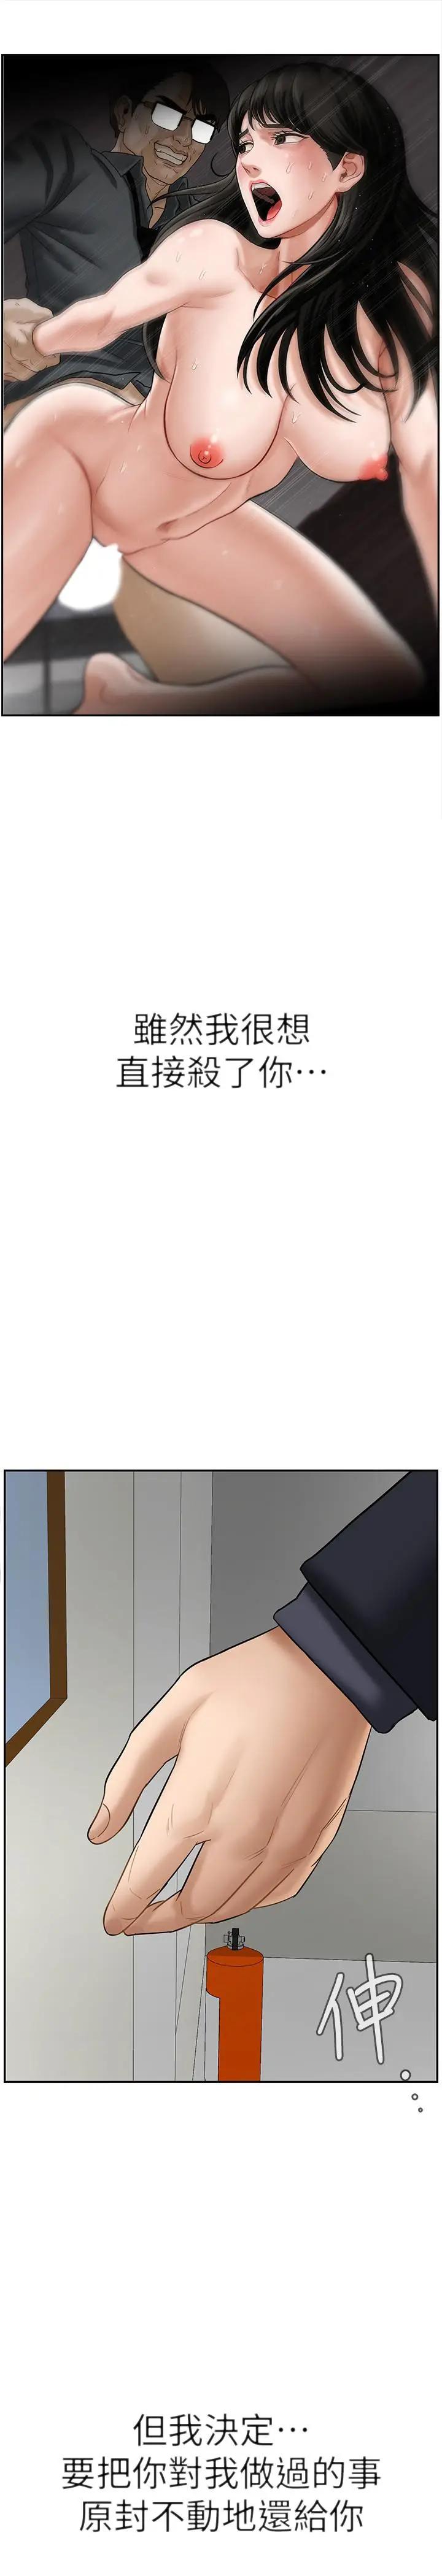 雖然我很想
直接殺了你…
伸
但我決定…
要把你對我做過的事
原封不動地還給你